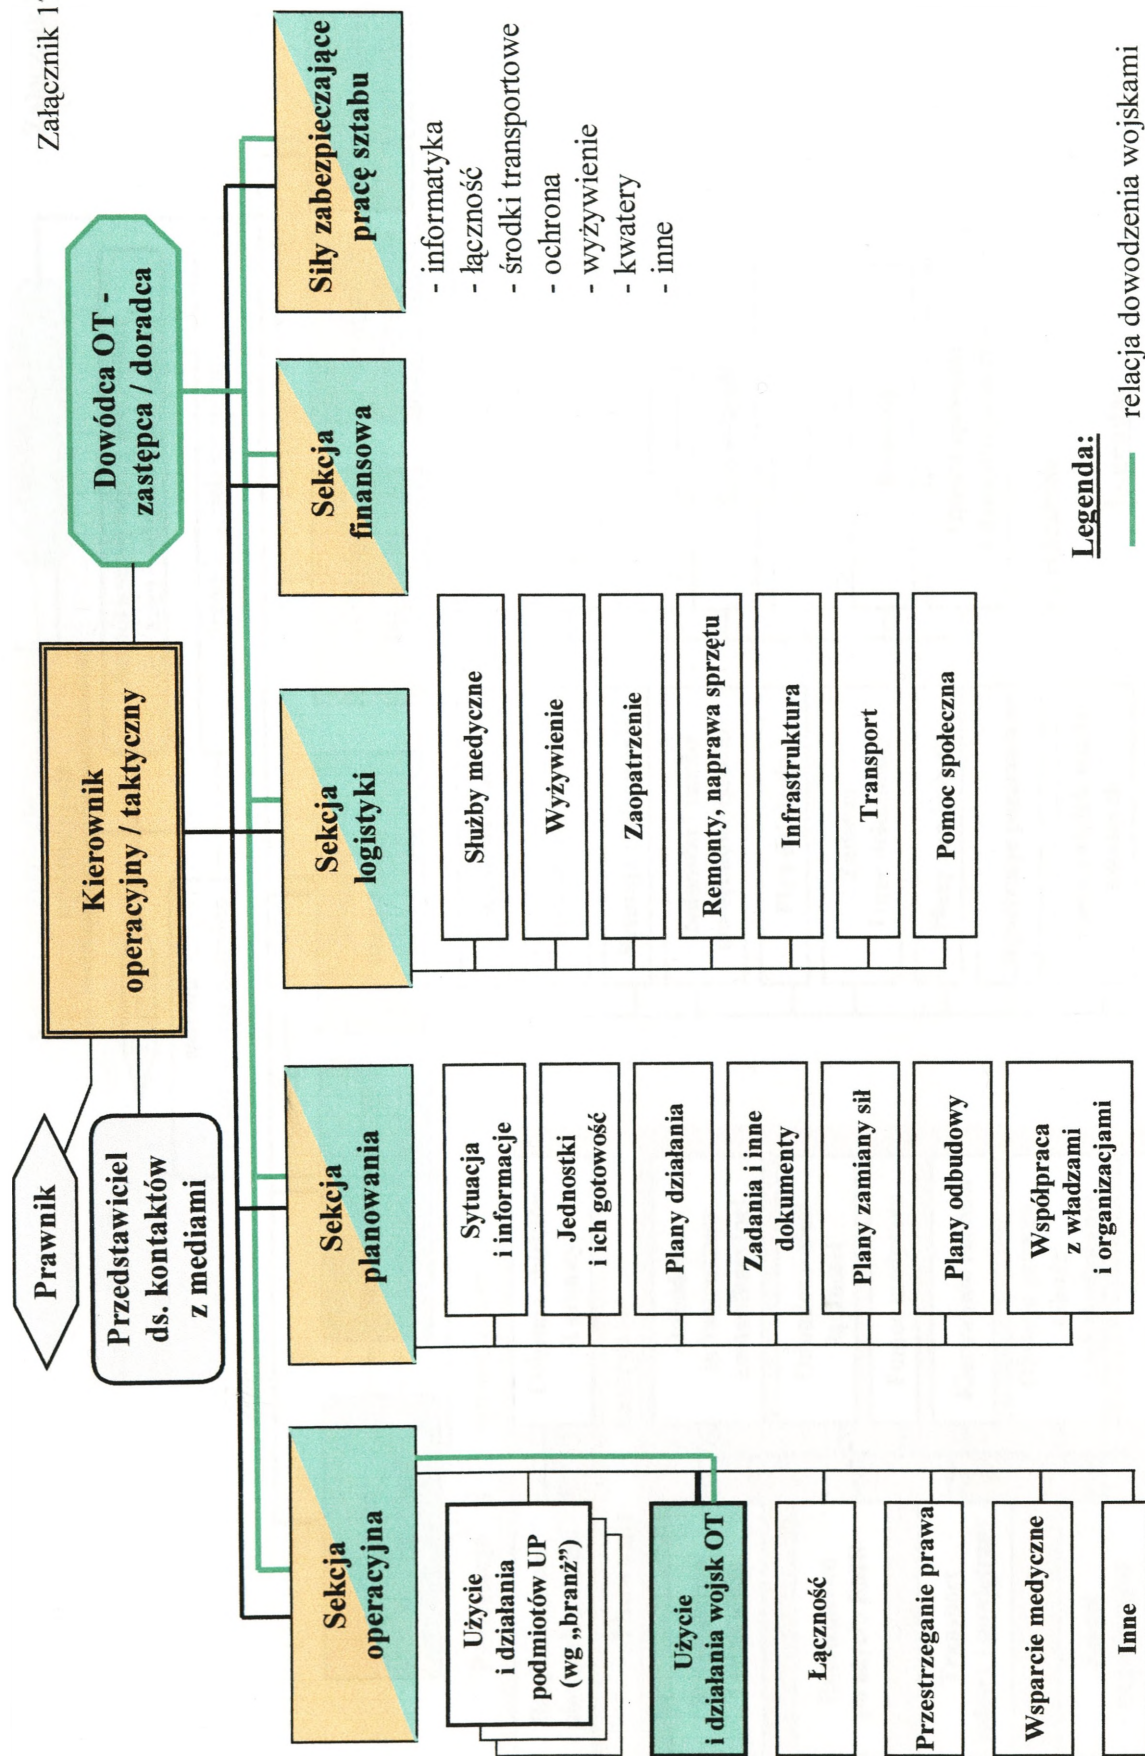 Załącznik 1
Prawnik
Przedstawiciel
ds. kontaktów
z mediami
Kierownik
operacyjny / taktyczny
Dowódca OT -
zastępca / doradca
Sekcja
operacyjna
Użycie
i działania
podmiotów UP
(wg „branż”)
Użycie
i działania wojsk OT
Łączność
Przestrzeganie prawa
Wsparcie medyczne
Inne
Sekcja
planowania
Sytuacja
i informacje
Jednostki
i ich gotowość
Plany działania
Zadania i inne
dokumenty
Plany zamiany sił
Plany odbudowy
Współpraca
z władzami
i organizacjami
Sekcja
logistyki
Służby medyczne
Wyżywienie
Zaopatrzenie
Remonty, naprawa sprzętu
Infrastruktura
Transport
Pomoc społeczna
Sekcja
finansowa
Siły zabezpieczające
pracę sztabu
- informatyka
- łączność
- środki transportowe
- ochrona
- wyżywienie
- kwatery
- inne
Legenda:
relacja dowodzenia wojskami